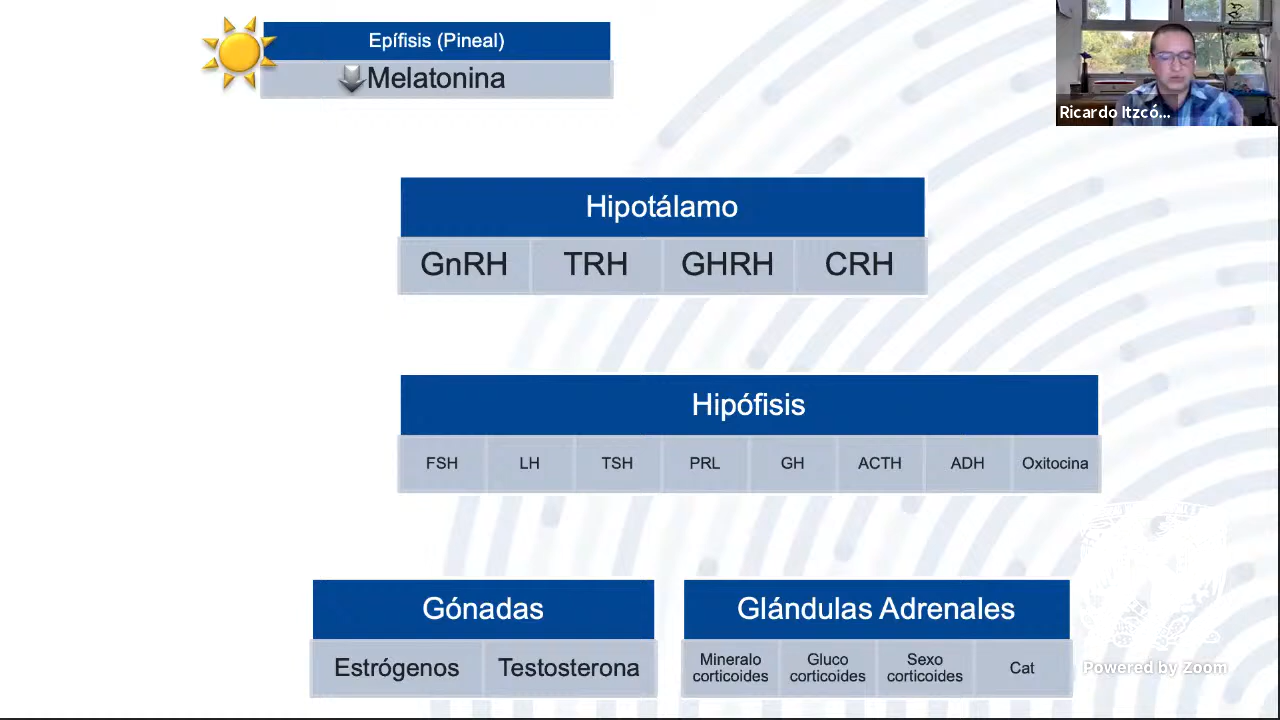 Epífisis (Pineal)
Melatonina
Ricardo Itzcó...
Hipotálamo
GnRH TRH GHRH CRH
Hipófisis
FSH LH TSH PRL GH ACTH ADH Oxitocina
Gónadas
Estrógenos Testosterona
Glándulas Adrenales
Mineralo
corticoides
Gluco
corticoides
Sexo
corticoides
Cat
Powered by Zoom